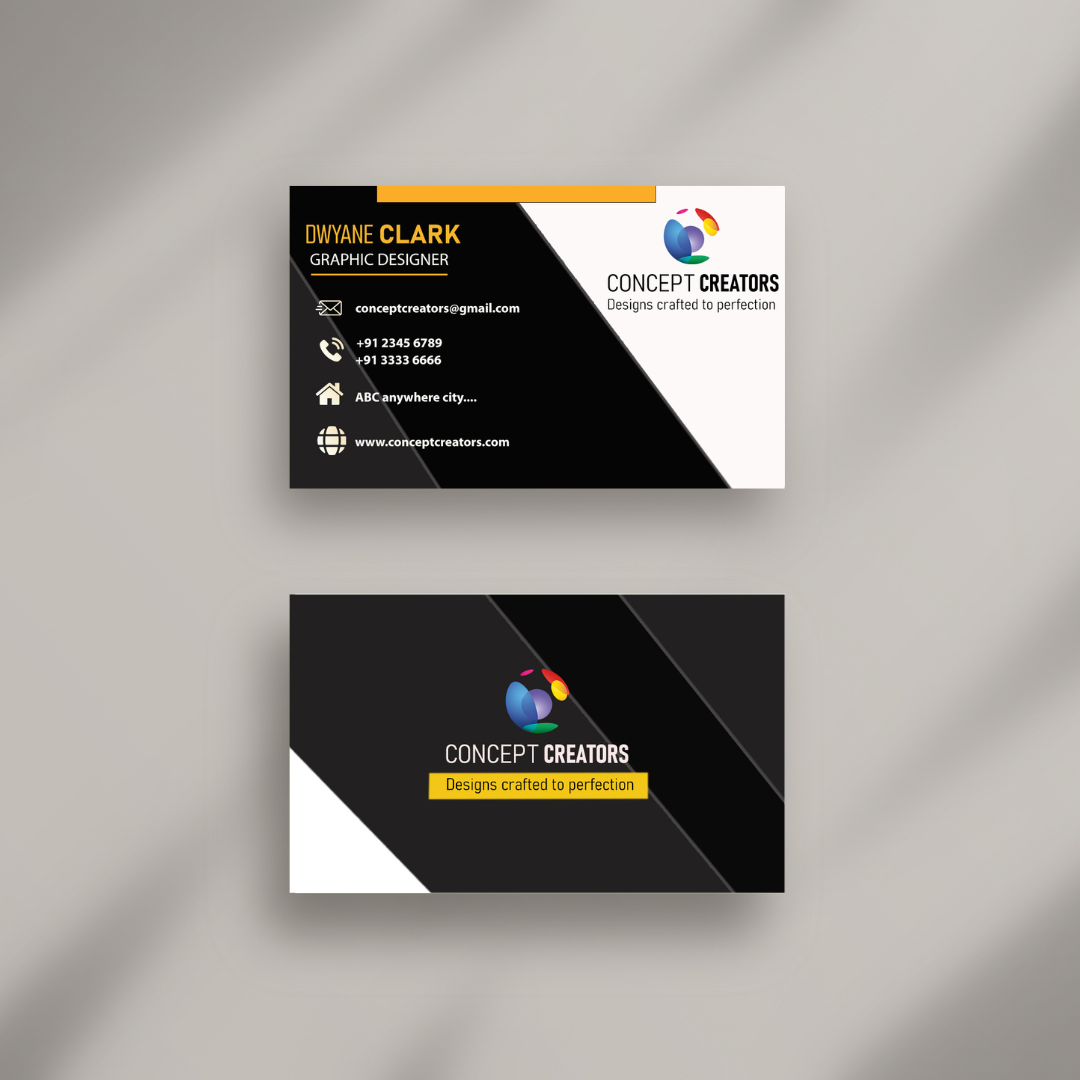 DWYANE CLARK
GRAPHIC DESIGNER
conceptcreators@gmail.com
+91 2345 6789
+91 3333 6666
ABC anywhere city....
www.conceptcreators.com
CONCEPT CREATORS
Designs crafted to perfection
CONCEPT CREATORS
Designs crafted to perfection